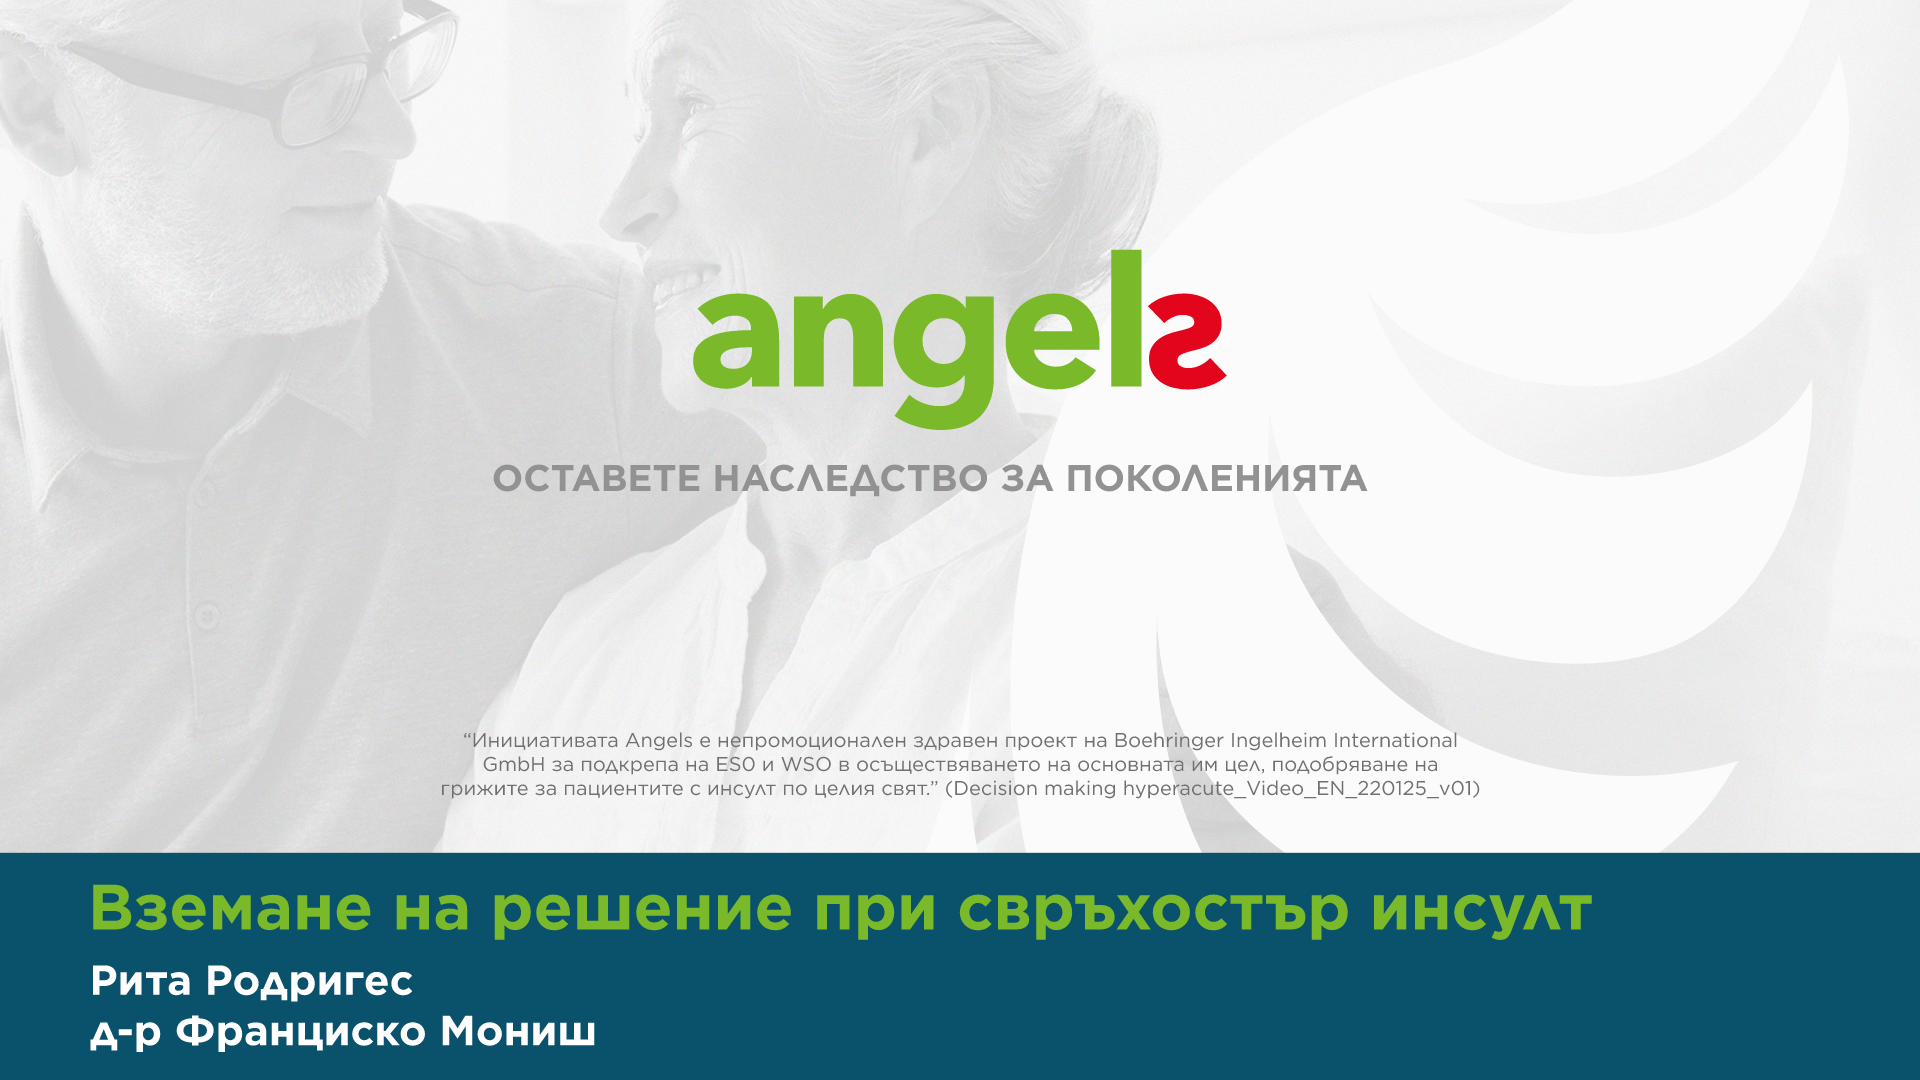 angels
ОСТАВЕТЕ НАСЛЕДСТВО ЗА ПОКОЛЕНИЯТА
“Инициативата Angels е непромоционален здравен проект на Boehringer Ingelheim International
GmbH за подкрепа на ES0 и WSO в осъществяването на основната им цел, подобряване на
грижите за пациентите с инсулт по целия свят.” (Decision making hyperacute_Video_EN_220125_v01)
Вземане на решение при свръхостър инсулт
Рита Родригес
д-р Франциско Мониш